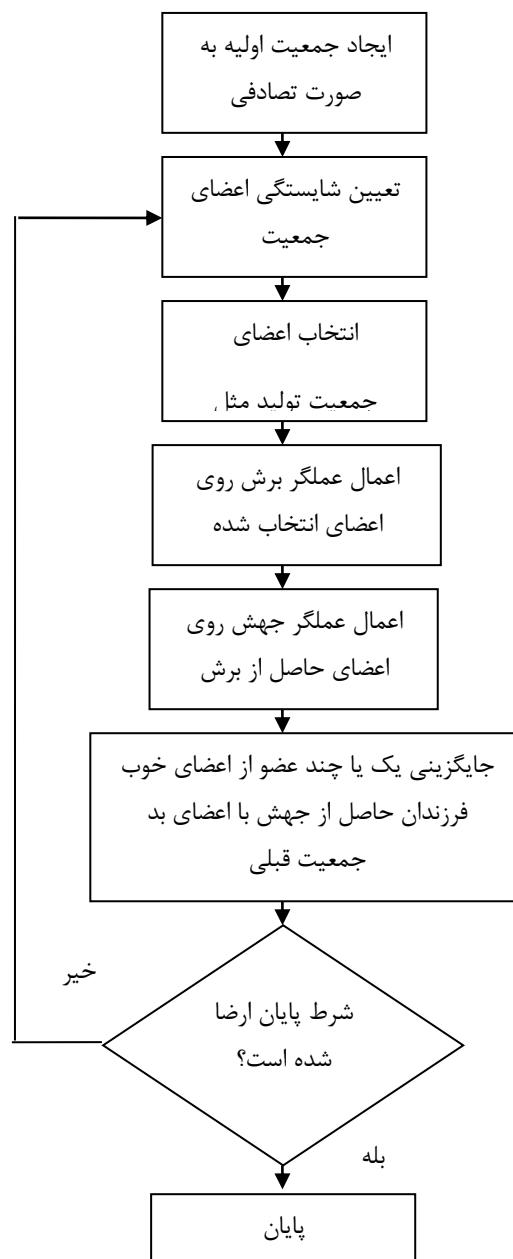 ایجاد جمعیت اولیه به
صورت تصادفی
تعیین شایستگی اعضای
جمعیت
انتخاب اعضای
جمعیت تولید مثل
اعمال عملگر برش روی
اعضای انتخاب شده
اعمال عملگر جهش روی
اعضای حاصل از برش
جایگزینی یک یا چند عضو از اعضای خوب
فرزندان حاصل از جهش با اعضای بد
جمعیت قبلی
خیر
شرط پایان ارضا
شده است؟
بله
پایان